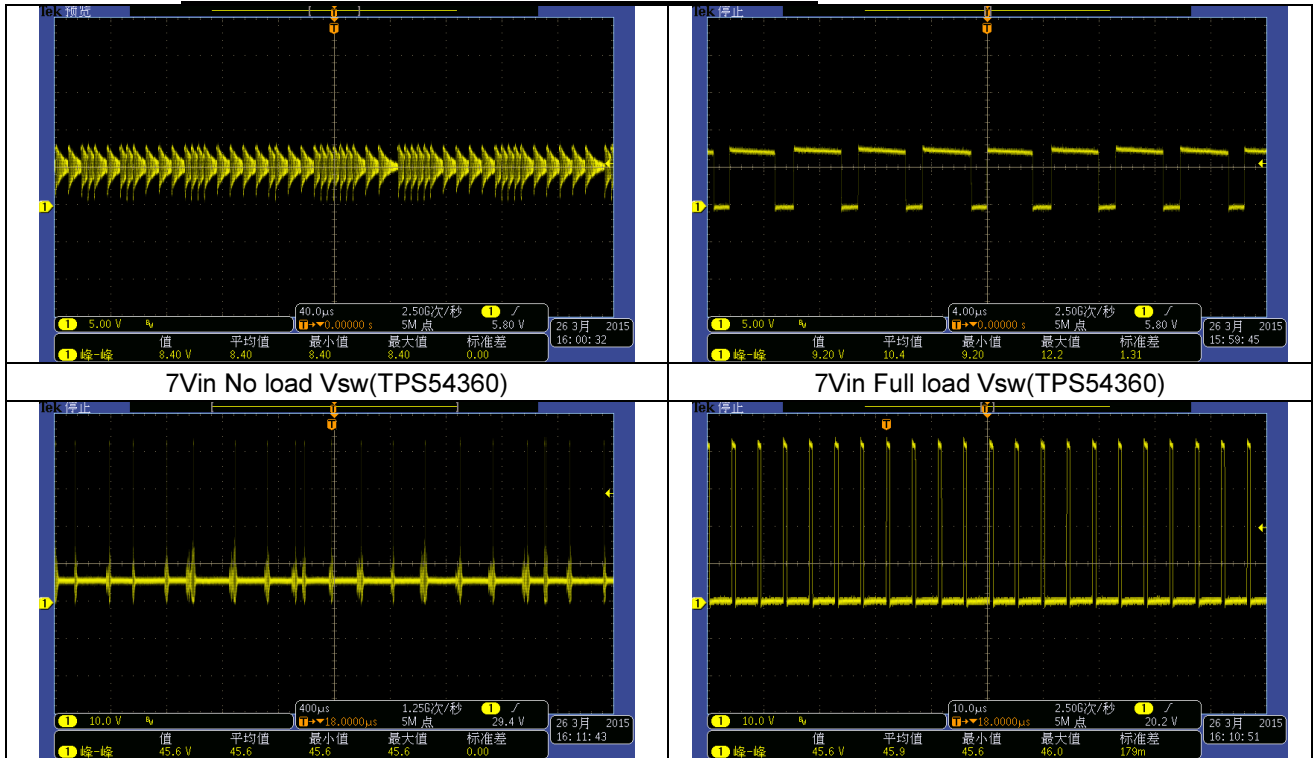 Tek 预览
T
T
1
1 5.00 V BW
40.0μs
2.50G次/秒
1
T→▼0.00000 s
5M 点
5.80 V
值 平均值 最小值 最大值 标准差
1 峰-峰 8.40 V 8.40 8.40 8.40 0.00
26 3月 2015
16:00:32
Tek 停止
T
T
1
1 5.00 V BW
4.00μs
2.50G次/秒
1
T→▼0.00000 s
5M 点
5.80 V
值 平均值 最小值 最大值 标准差
1 峰-峰 9.20 V 10.4 9.20 12.2 1.31
26 3月 2015
15:59:45
7Vin No load Vsw(TPS54360)
7Vin Full load Vsw(TPS54360)
Tek 停止
T
T
1
1 10.0 V BW
400μs
1.25G次/秒
1
T→▼18.0000μs
5M 点
29.4 V
值 平均值 最小值 最大值 标准差
1 峰-峰 45.6 V 45.6 45.6 45.6 0.00
26 3月 2015
16:11:43
Tek 停止
T
T
1
1 10.0 V BW
10.0μs
2.50G次/秒
1
T→▼18.0000μs
5M 点
20.2 V
值 平均值 最小值 最大值 标准差
1 峰-峰 45.6 V 45.9 45.6 46.0 179m
26 3月 2015
16:10:51